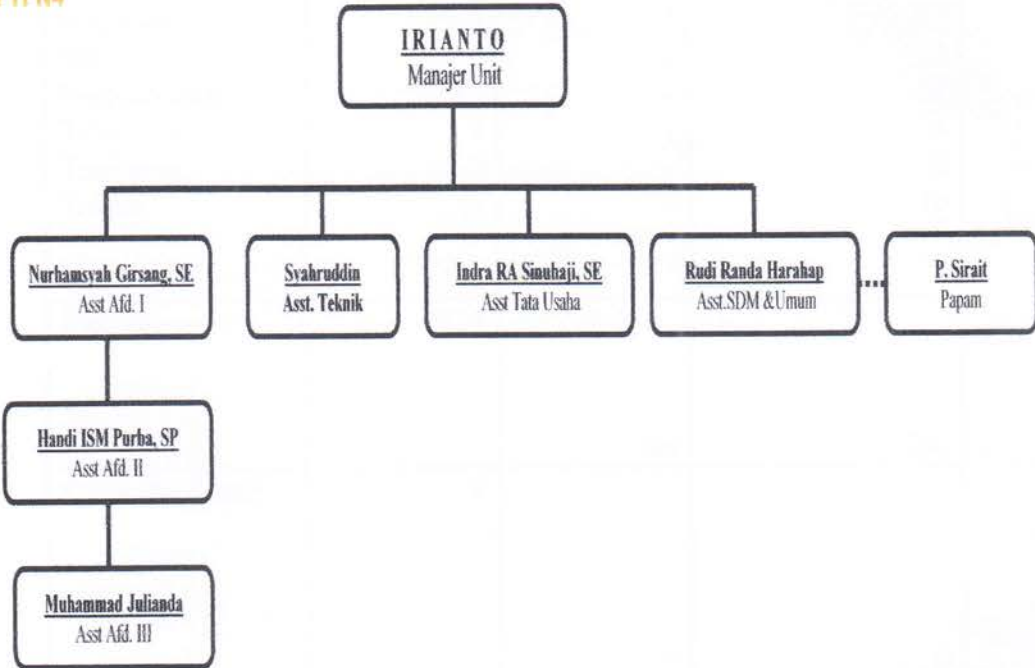 IRIANTO
Manajer Unit
Nurhamsyah Girsang, SE
Asst Afd. I
Syahruddin
Asst. Teknik
Indra RA Sinuhaji, SE
Asst Tata Usaha
Rudi Randa Harahap
Asst.SDM &Umum
P. Sirait
Papam
Handi ISM Purba, SP
Asst Afd. II
Muhammad Julianda
Asst Afd. III